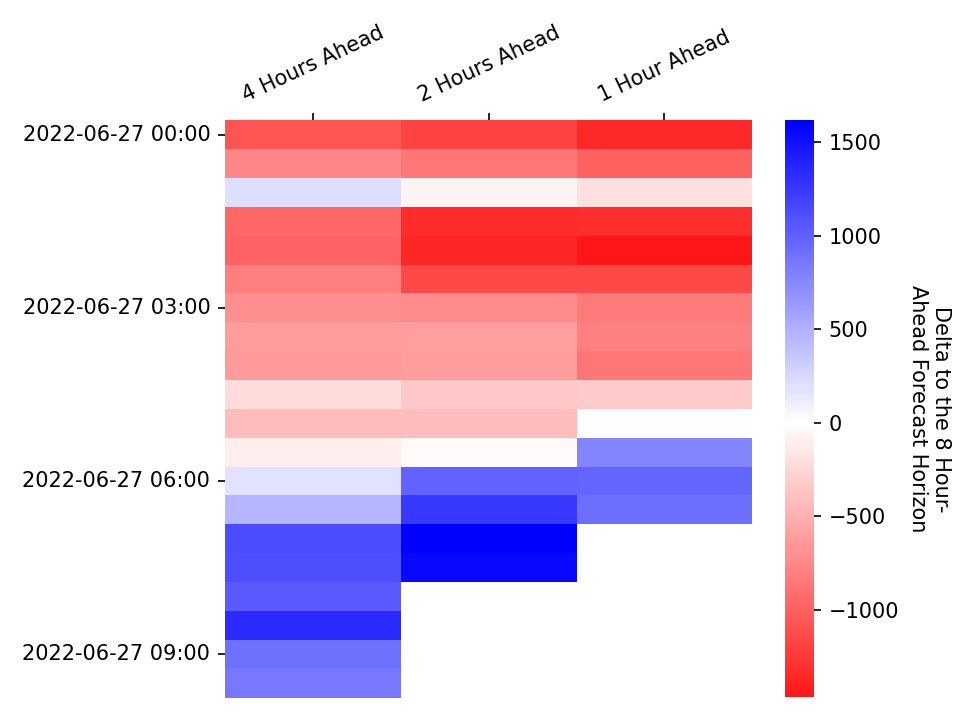 4 Hours Ahead
2 Hours Ahead
1 Hour Ahead
2022-06-27 00:00
2022-06-27 03:00
2022-06-27 06:00
2022-06-27 09:00
1500
1000
500
0
−500
−1000
Delta to the 8 Hour-
Ahead Forecast Horizon